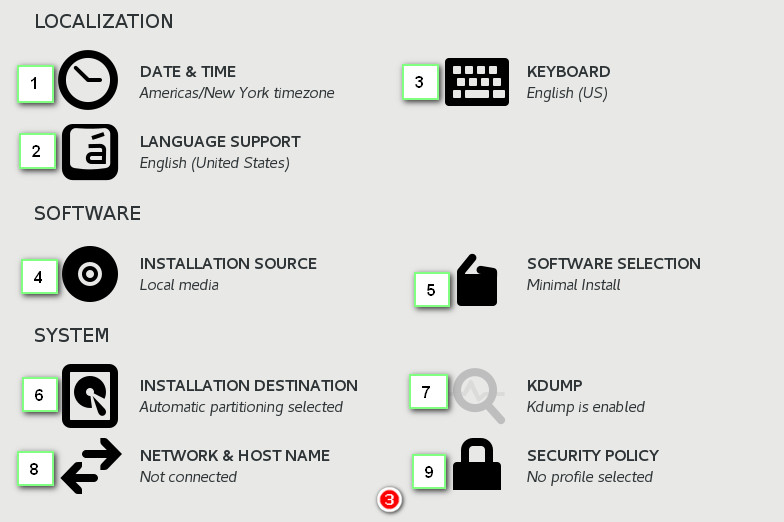 LOCALIZATION
1
DATE & TIME
Americas/New York timezone
3
KEYBOARD
English (US)
2
á
LANGUAGE SUPPORT
English (United States)
SOFTWARE
4
INSTALLATION SOURCE
Local media
5
SOFTWARE SELECTION
Minimal Install
SYSTEM
6
INSTALLATION DESTINATION
Automatic partitioning selected
7
KDUMP
Kdump is enabled
8
NETWORK & HOST NAME
Not connected
9
SECURITY POLICY
No profile selected
3